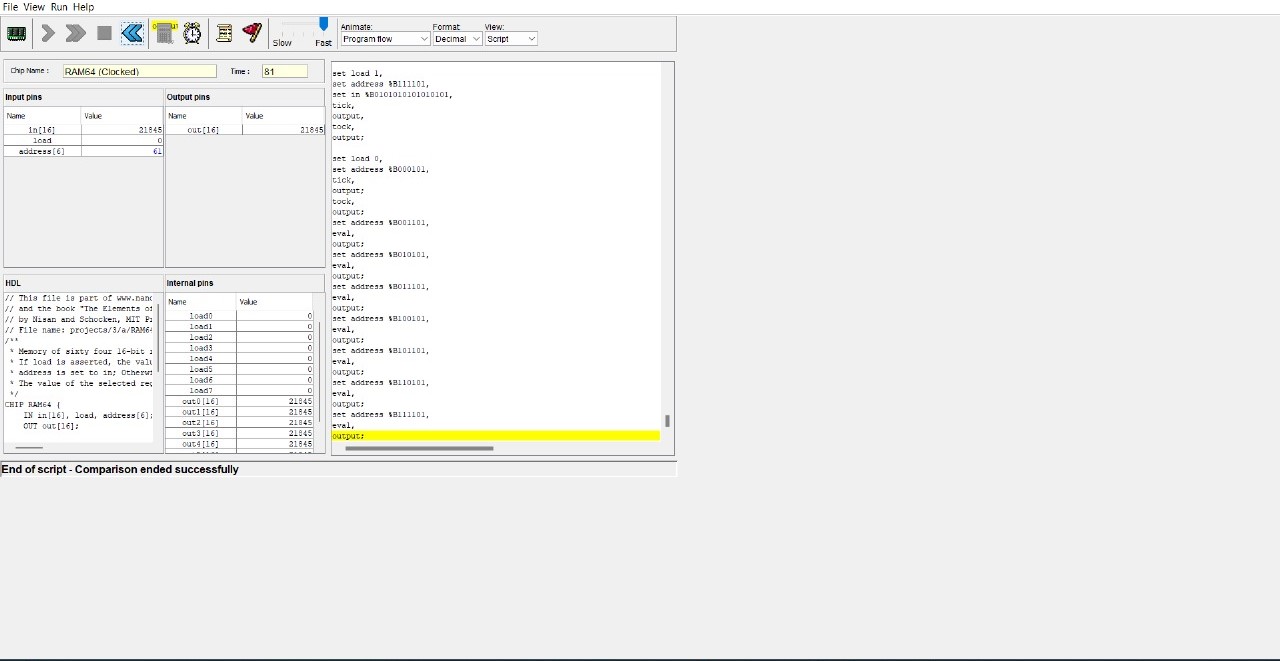 File View Run Help
Slow Fast
Animate: Format: View:
Program flow Decimal Script
Chip Name : RAM64 (Clocked) Time : 81
Input pins
Name Value
in[16] 21845
load 0
address[6] 61
Output pins
Name Value
out[16] 21845
HDL
// This file is part of www.nand
// and the book "The Elements of
// by Nisan and Schocken, MIT Pr
// File name: projects/3/a/RAM64
/**
* Memory of sixty four 16-bit r
* If load is asserted, the valu
* address is set to in; Otherwi
* The value of the selected reg
*/
CHIP RAM64 {
IN in[16], load, address[6];
OUT out[16];
Internal pins
Name Value
load0 0
load1 0
load2 0
load3 0
load4 0
load5 0
load6 0
load7 0
out0[16] 21845
out1[16] 21845
out2[16] 21845
out3[16] 21845
out4[16] 21845
set load 1,
set address %B111101,
set in %B0101010101010101,
tick,
output,
tock,
output;
set load 0,
set address %B000101,
tick,
output;
tock,
output;
set address %B001101,
eval,
output;
set address %B010101,
eval,
output;
set address %B011101,
eval,
output;
set address %B100101,
eval,
output;
set address %B101101,
eval,
output;
set address %B110101,
eval,
output;
set address %B111101,
eval,
output;
End of script - Comparison ended successfully